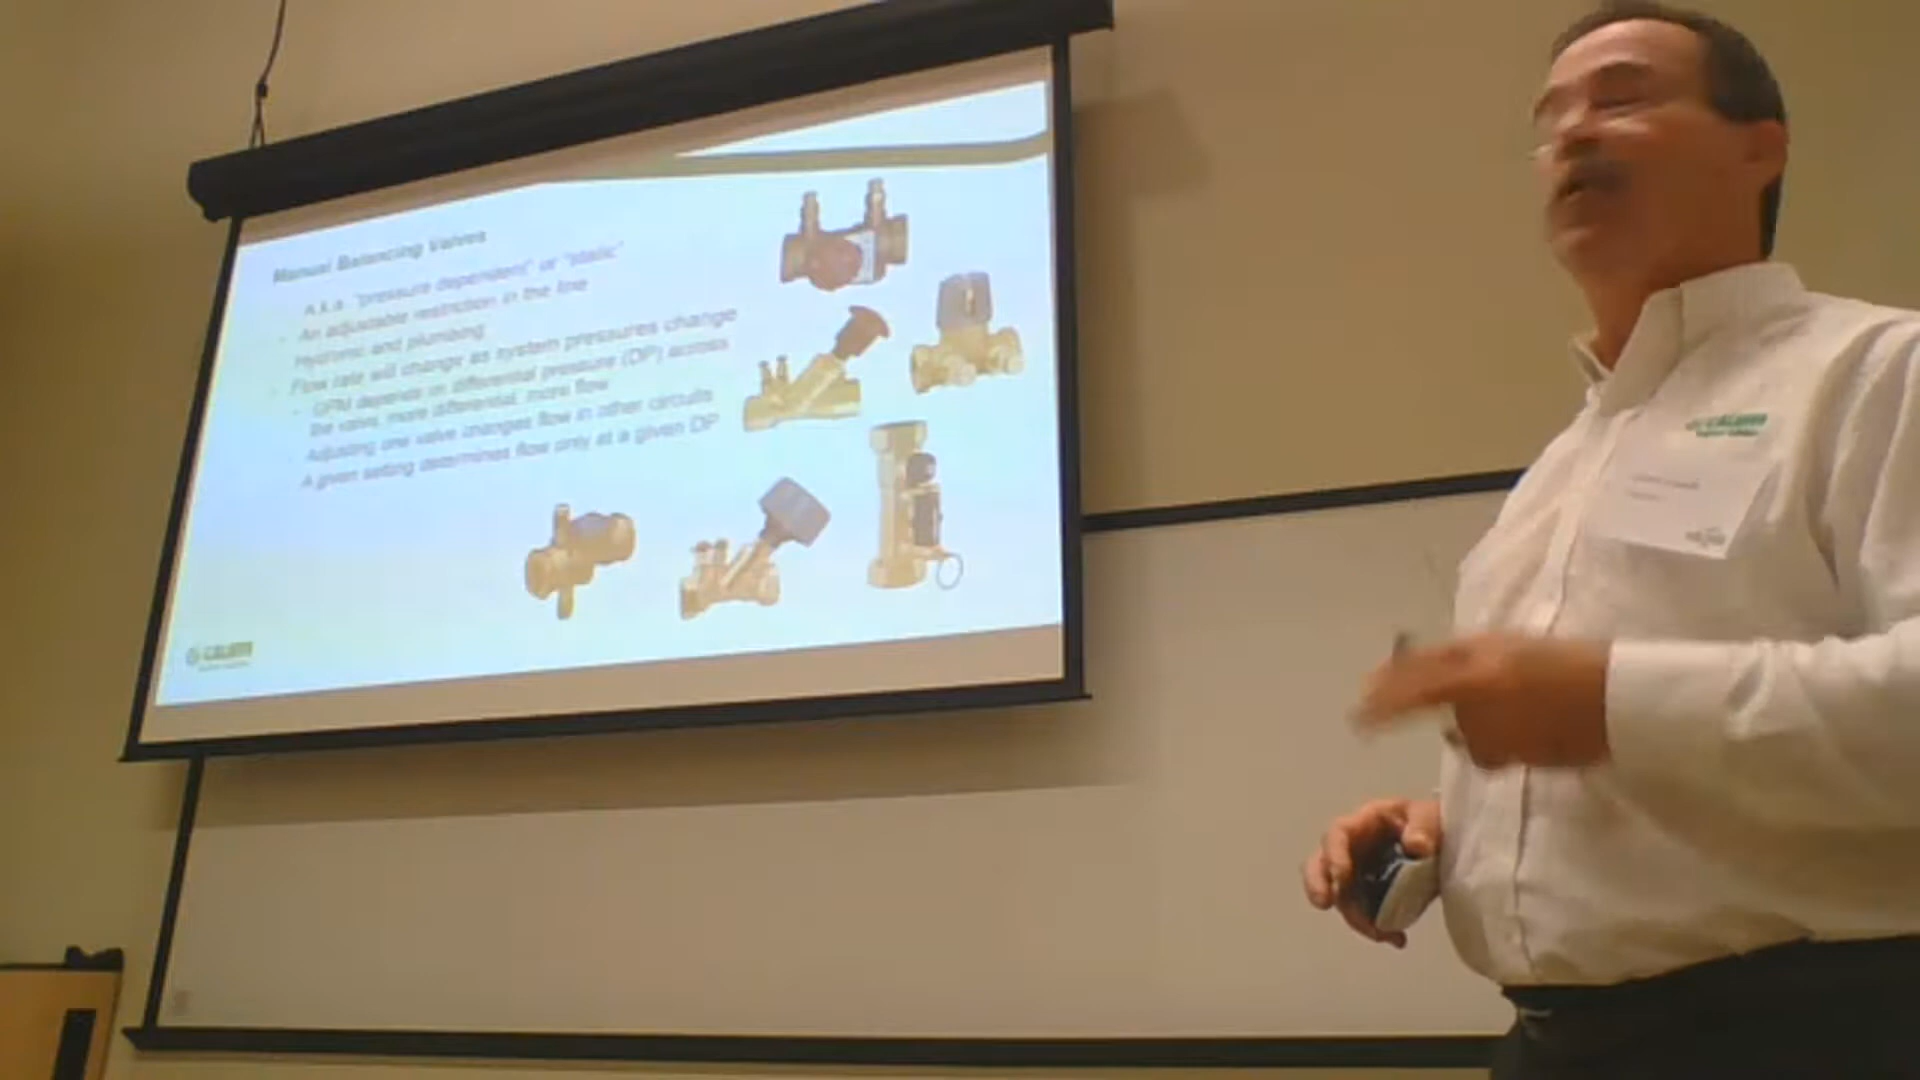 Manual Balancing Valves
A.k.a. "pressure dependent" or "static"
- An adjustable restriction in the line
Hydronic and plumbing
- Flow rate will change as system pressures change
- GPM depends on differential pressure (DP) across
the valve, more differential, more flow
Adjusting one valve changes flow in other circuits
A given setting determines flow only at a given DP
CALEFFI
CALEFFI